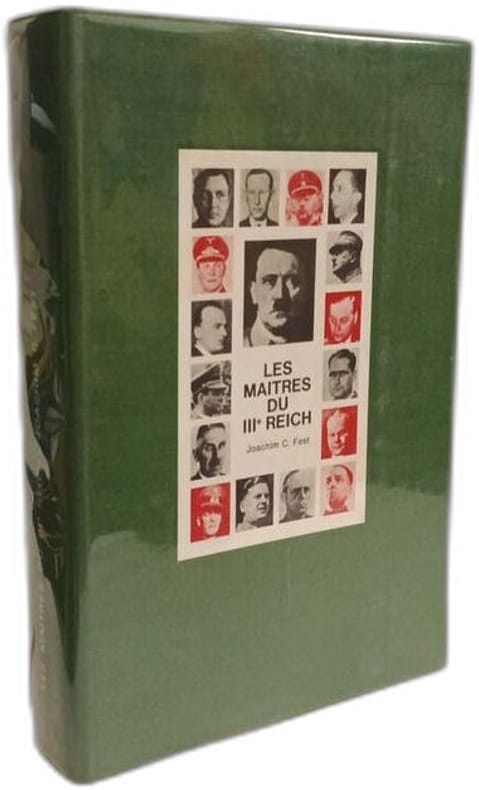 LES
MAITRES
DU
IIIᵉ REICH
Joachim C. Fest